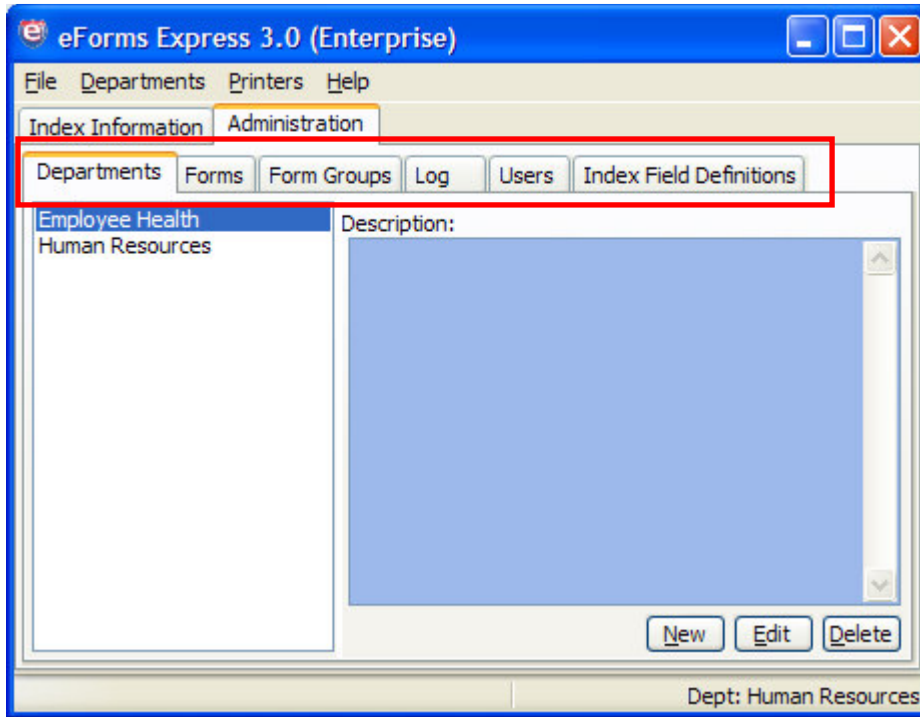 eForms Express 3.0 (Enterprise)
File Departments Printers Help
Index Information Administration
Departments Forms Form Groups Log Users Index Field Definitions
Employee Health
Human Resources
Description:
New Edit Delete
Dept: Human Resources